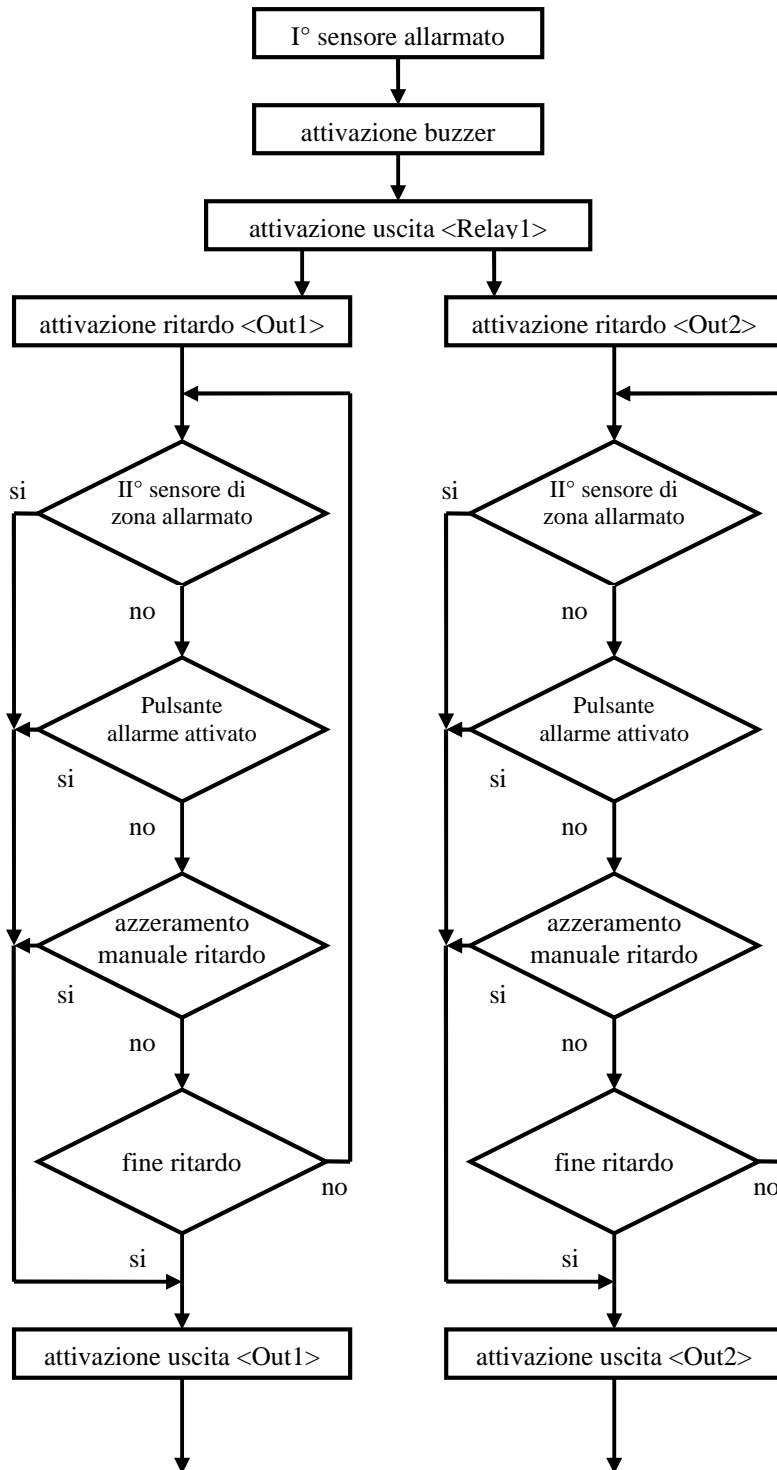 I° sensore allarmato
attivazione buzzer
attivazione uscita <Relay1>
attivazione ritardo <Out1>
attivazione ritardo <Out2>
si
II° sensore di
zona allarmato
no
Pulsante
allarme attivato
si
no
azzeramento
manuale ritardo
si
no
fine ritardo
no
si
attivazione uscita <Out1>
si
II° sensore di
zona allarmato
no
Pulsante
allarme attivato
si
no
azzeramento
manuale ritardo
si
no
fine ritardo
no
si
attivazione uscita <Out2>